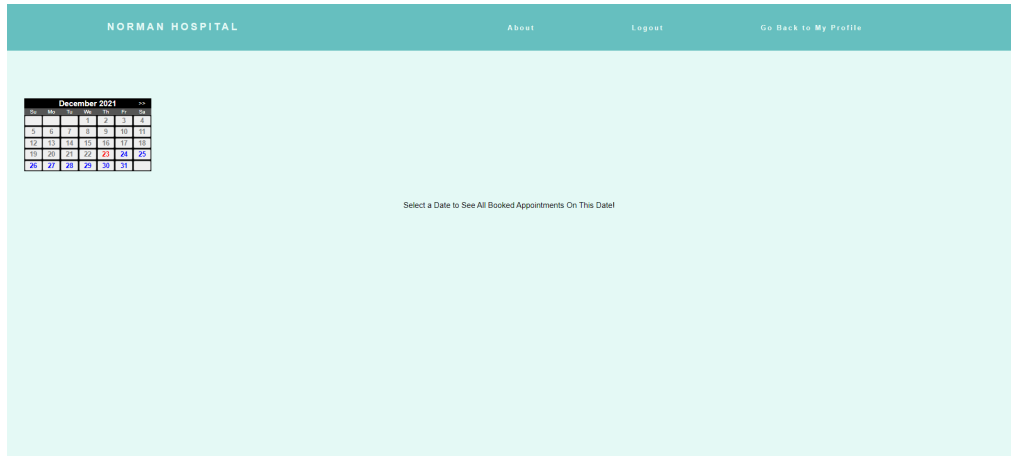 NORMAN HOSPITAL About Logout Go Back to My Profile
December 2021 >>
Su Mo Tu We Th Fr Sa
1 2 3 4
5 6 7 8 9 10 11
12 13 14 15 16 17 18
19 20 21 22 23 24 25
26 27 28 29 30 31
Select a Date to See All Booked Appointments On This Date!